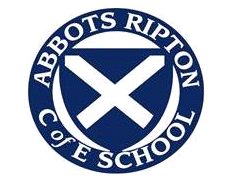 ABBOTS RIPTON
C of E SCHOOL